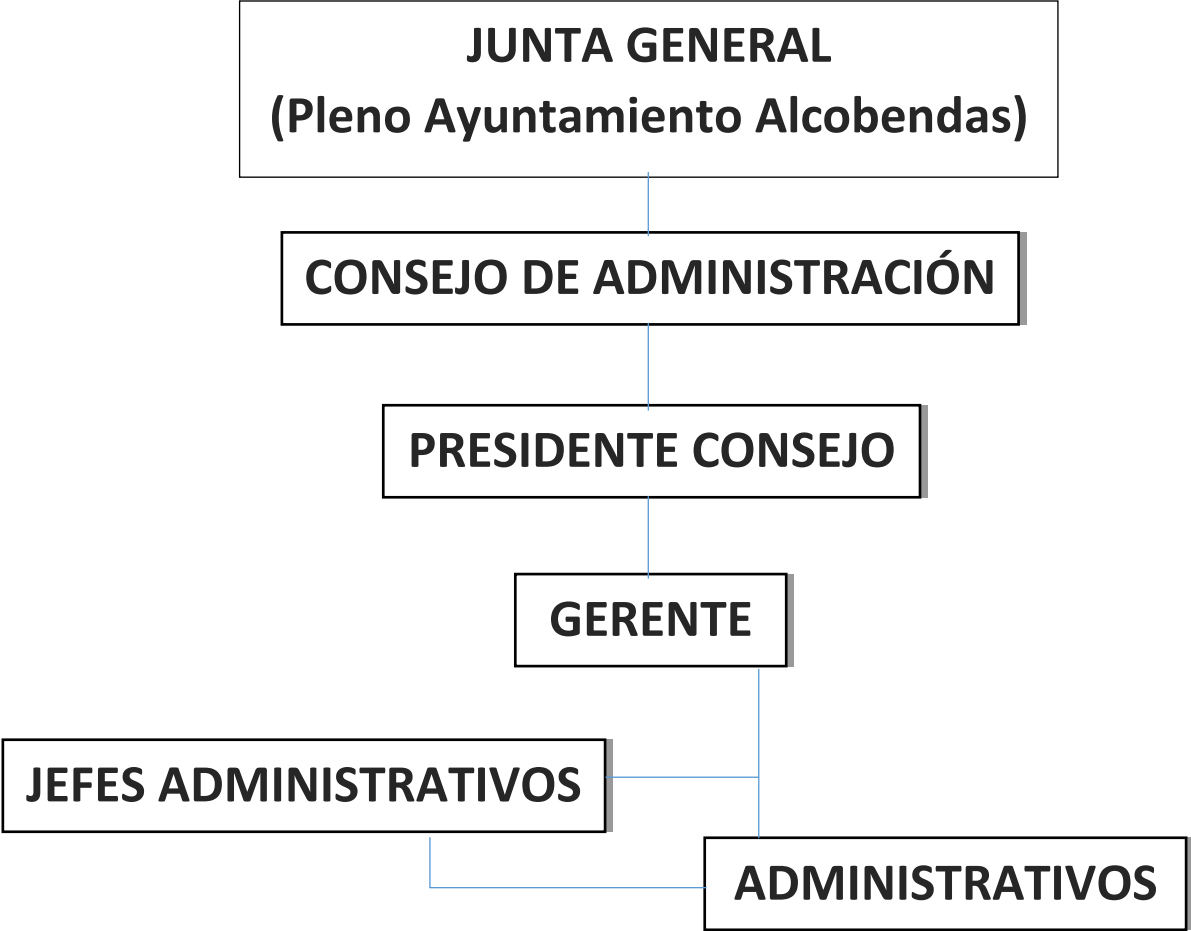 JUNTA GENERAL
(Pleno Ayuntamiento Alcobendas)
CONSEJO DE ADMINISTRACIÓN
PRESIDENTE CONSEJO
GERENTE
JEFES ADMINISTRATIVOS
ADMINISTRATIVOS